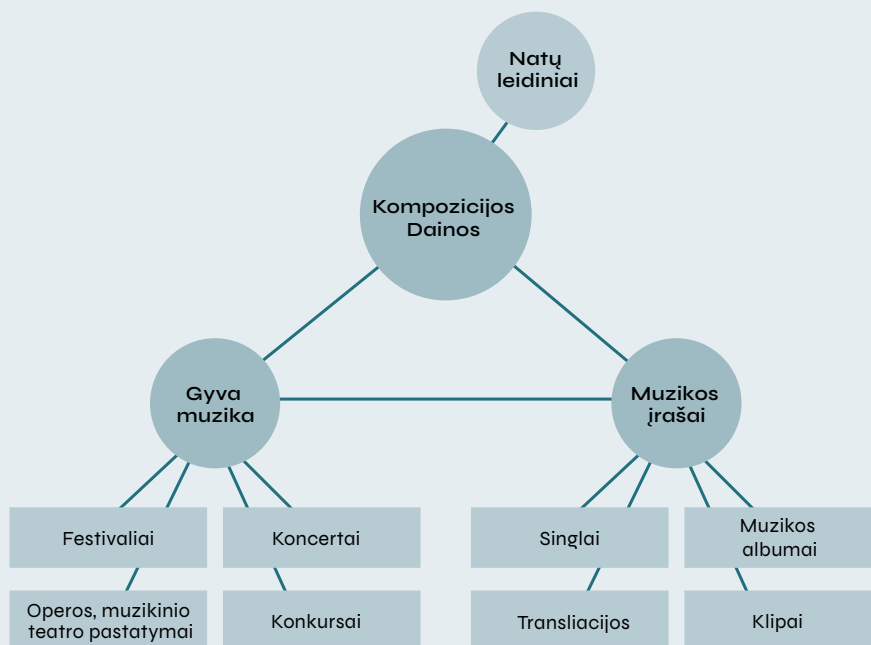 Natų
leidiniai
Kompozicijos
Dainos
Gyva
muzika
Muzikos
įrašai
Festivaliai
Koncertai
Singlai
Muzikos
albumai
Operos, muzikinio
teatro pastatymai
Konkursai
Transliacijos
Klipai